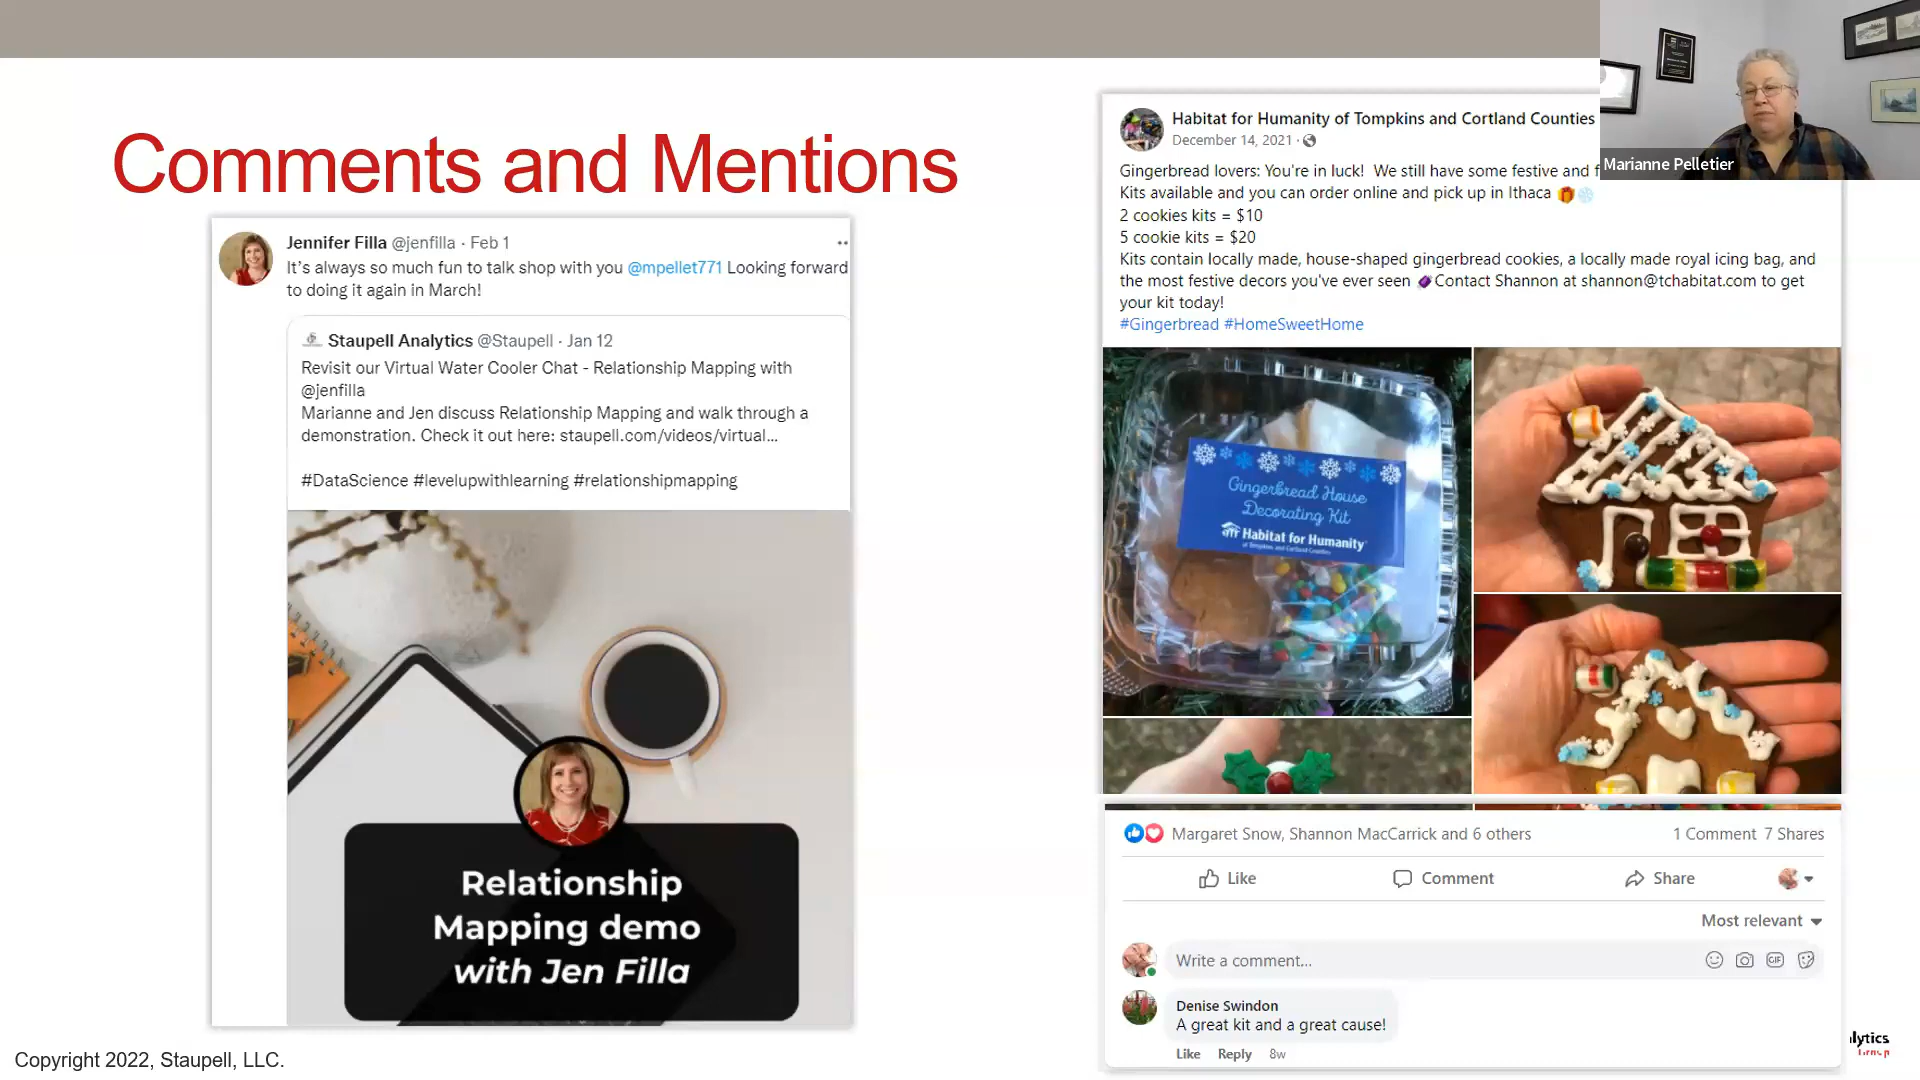 Comments and Mentions
Jennifer Filla @jenfilla · Feb 1
It's always so much fun to talk shop with you @mpellet771 Looking forward
to doing it again in March!
Staupell Analytics @Staupell · Jan 12
Revisit our Virtual Water Cooler Chat - Relationship Mapping with
@jenfilla
Marianne and Jen discuss Relationship Mapping and walk through a
demonstration. Check it out here: staupell.com/videos/virtual...
#DataScience #levelupwithlearning #relationshipmapping
Relationship
Mapping demo
with Jen Filla
Copyright 2022, Staupell, LLC.
Habitat for Humanity of Tompkins and Cortland Counties
December 14, 2021 ·
Gingerbread lovers: You're in luck! We still have some festive and f
Kits available and you can order online and pick up in Ithaca
2 cookies kits = $10
5 cookie kits = $20
Kits contain locally made, house-shaped gingerbread cookies, a locally made royal icing bag, and
the most festive decors you've ever seen Contact Shannon at shannon@tchabitat.com to get
your kit today!
#Gingerbread #HomeSweetHome
Gingerbread House
Decorating Kit
Habitat for Humanity
of Tompkins and Cortland Counties
Margaret Snow, Shannon MacCarrick and 6 others
1 Comment 7 Shares
Like Comment Share
Most relevant
Write a comment...
GIF
Denise Swindon
A great kit and a great cause!
Like Reply 8w
Marianne Pelletier
lytics